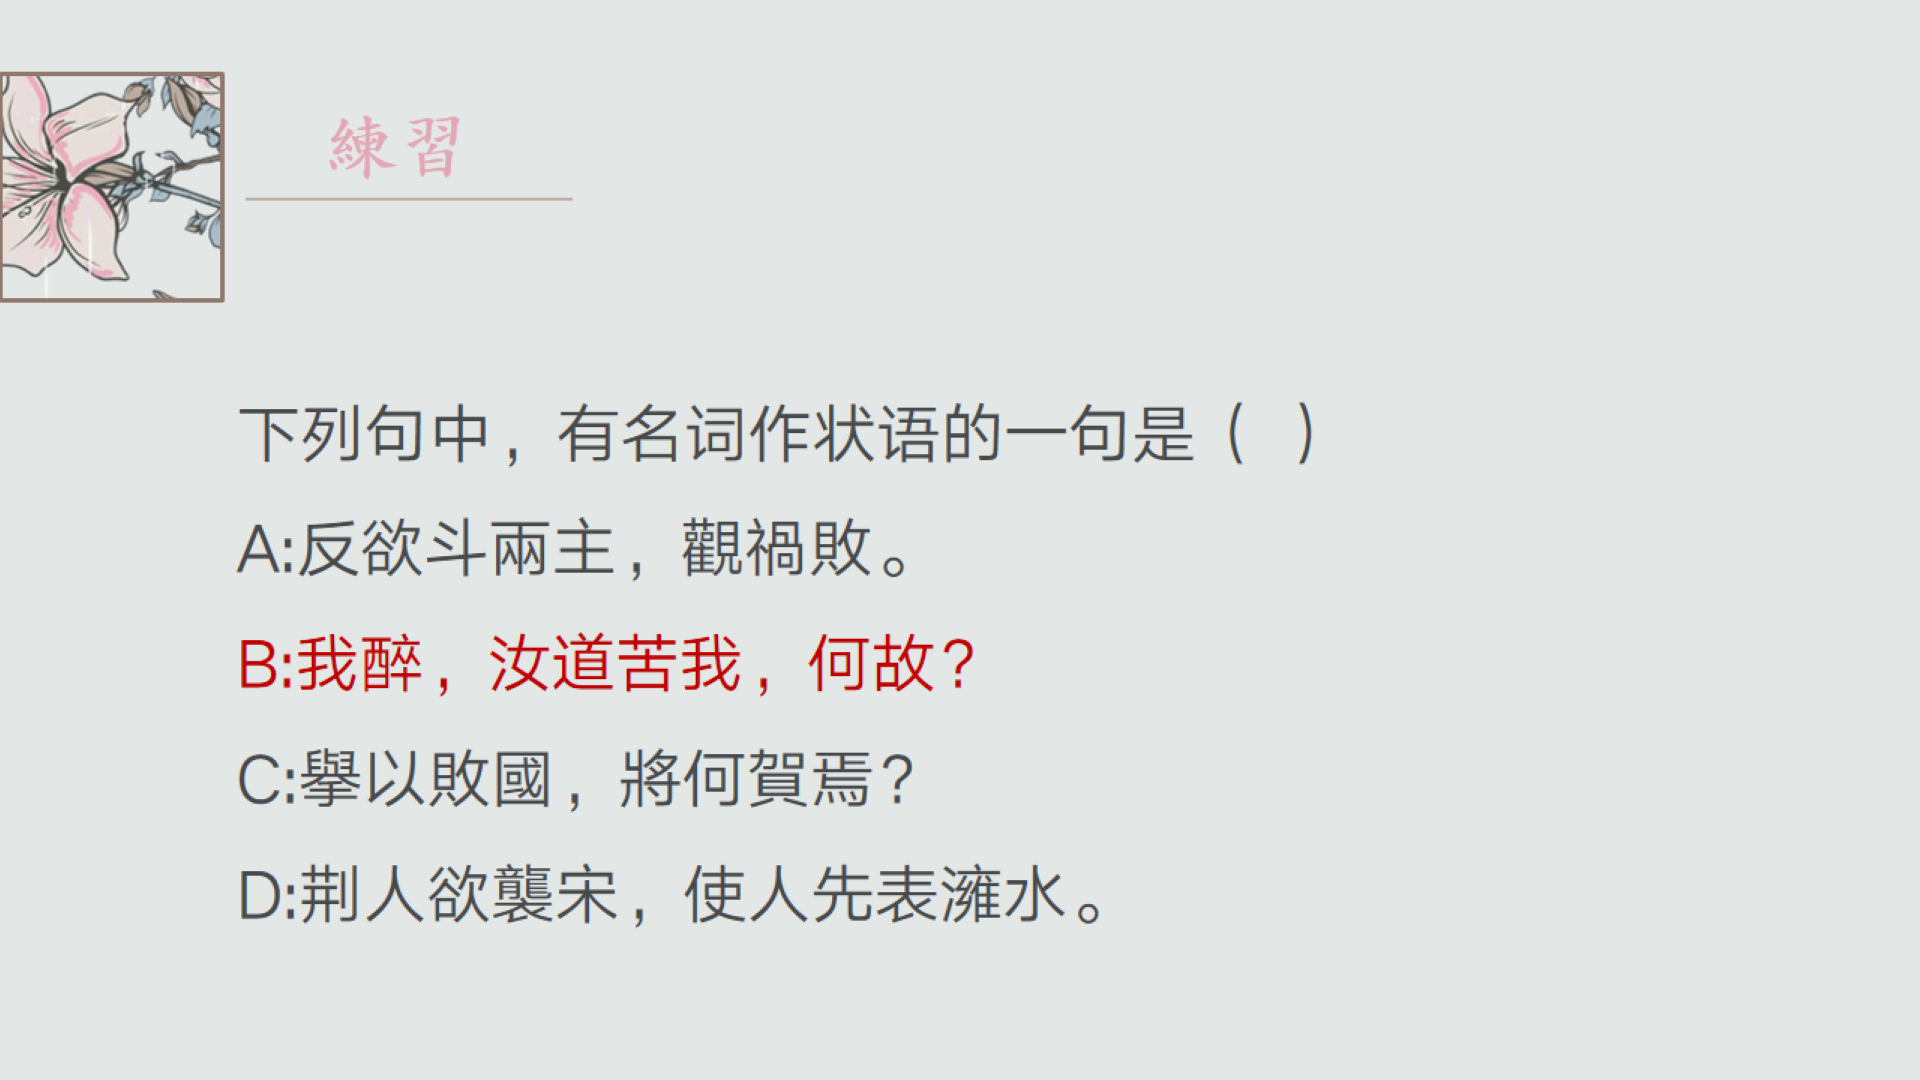 練習
下列句中，有名词作状语的一句是（ ）
A:反欲斗兩主，觀禍敗。
B:我醉，汝道苦我，何故？
C:舉以敗國，將何賀焉？
D:荆人欲襲宋，使人先表澭水。